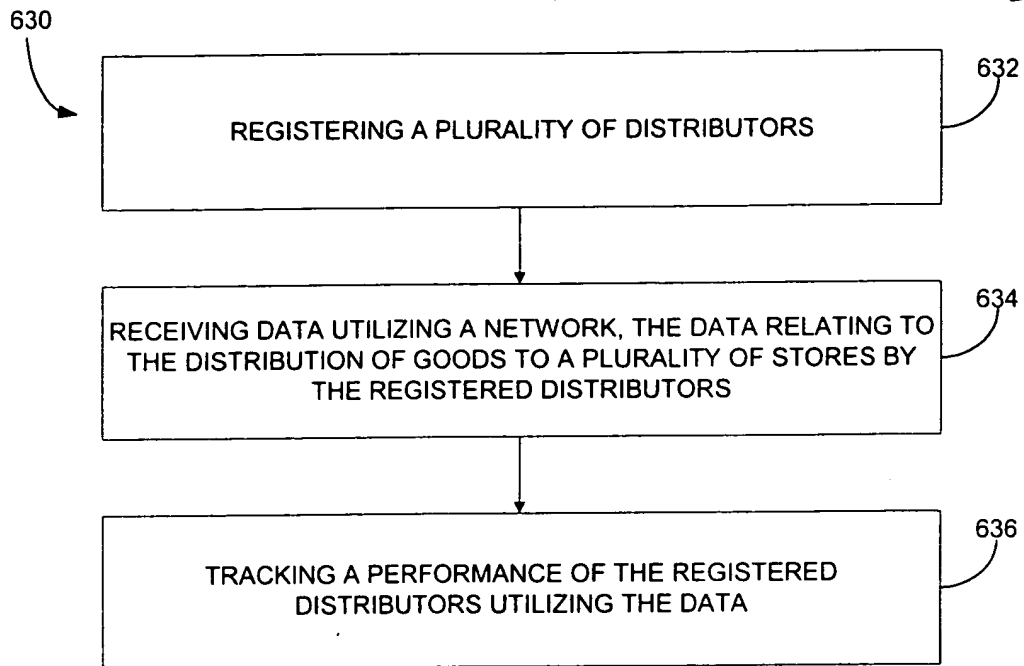 630
632
REGISTERING A PLURALITY OF DISTRIBUTORS
634
RECEIVING DATA UTILIZING A NETWORK, THE DATA RELATING TO
THE DISTRIBUTION OF GOODS TO A PLURALITY OF STORES BY
THE REGISTERED DISTRIBUTORS
636
TRACKING A PERFORMANCE OF THE REGISTERED
DISTRIBUTORS UTILIZING THE DATA